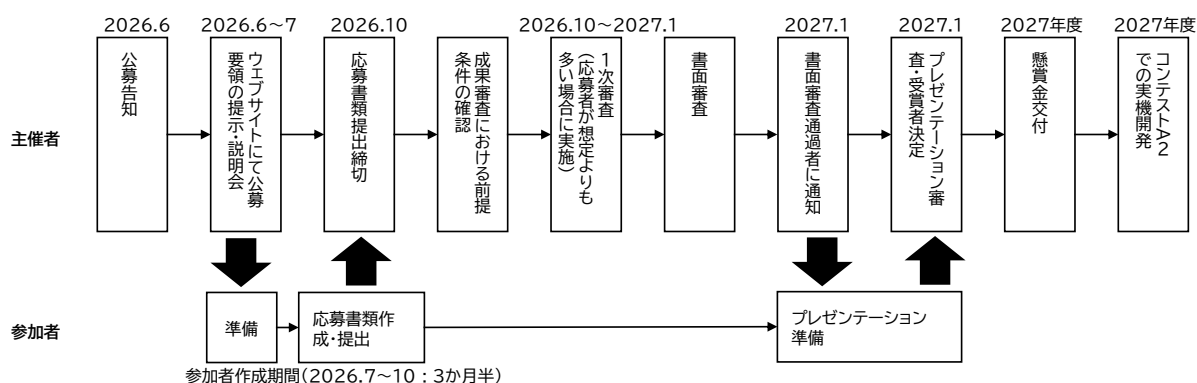 2026.6
2026.6～7
2026.10
2026.10～2027.1
2027.1
2027.1
2027年度
2027年度
主催者
公募告知
ウェブサイトにて公募
要領の提示・説明会
応募書類提出締切
成果審査における前提
条件の確認
1次審査
(応募者が想定よりも
多い場合に実施)
書面審査
書面審査通過者に通知
プレゼンテーション審
査・受賞者決定
懸賞金交付
コンテストA2
での実機開発
参加者
準備
応募書類作
成・提出
プレゼンテーション
準備
参加者作成期間(2026.7～10：3か月半)